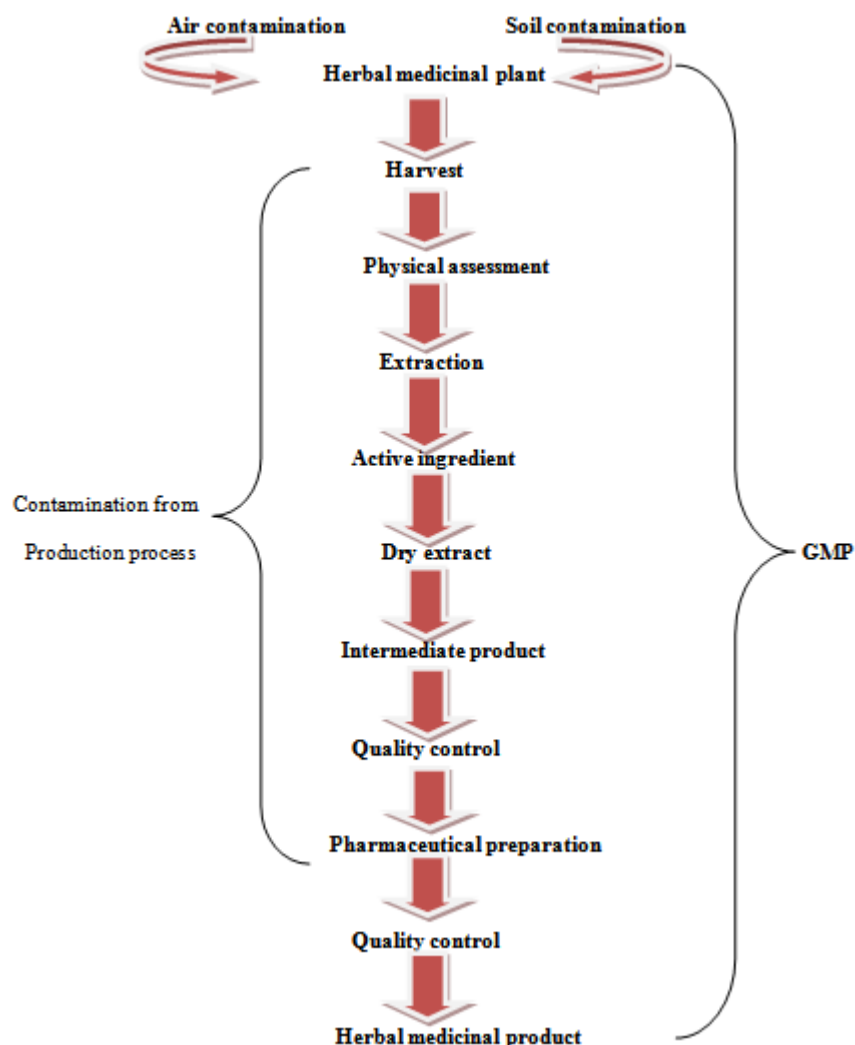 Air contamination
Soil contamination
Herbal medicinal plant
Harvest
Physical assessment
Extraction
Active ingredient
Contamination from
Production process
Dry extract
GMP
Intermediate product
Quality control
Pharmaceutical preparation
Quality control
Herbal medicinal product